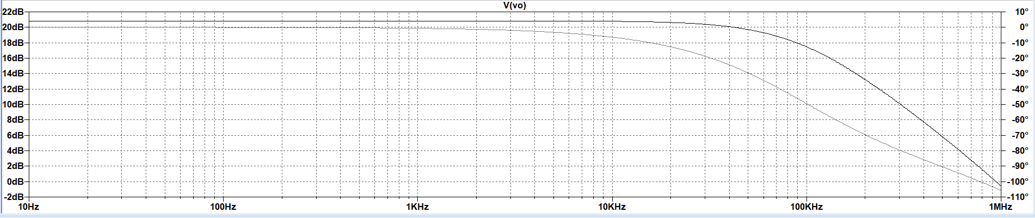 V(vo)
22dB
20dB
18dB
16dB
14dB
12dB
10dB
8dB
6dB
4dB
2dB
0dB
-2dB
10°
0°
-10°
-20°
-30°
-40°
-50°
-60°
-70°
-80°
-90°
-100°
-110°
10Hz
100Hz
1KHz
10KHz
100KHz
1MHz